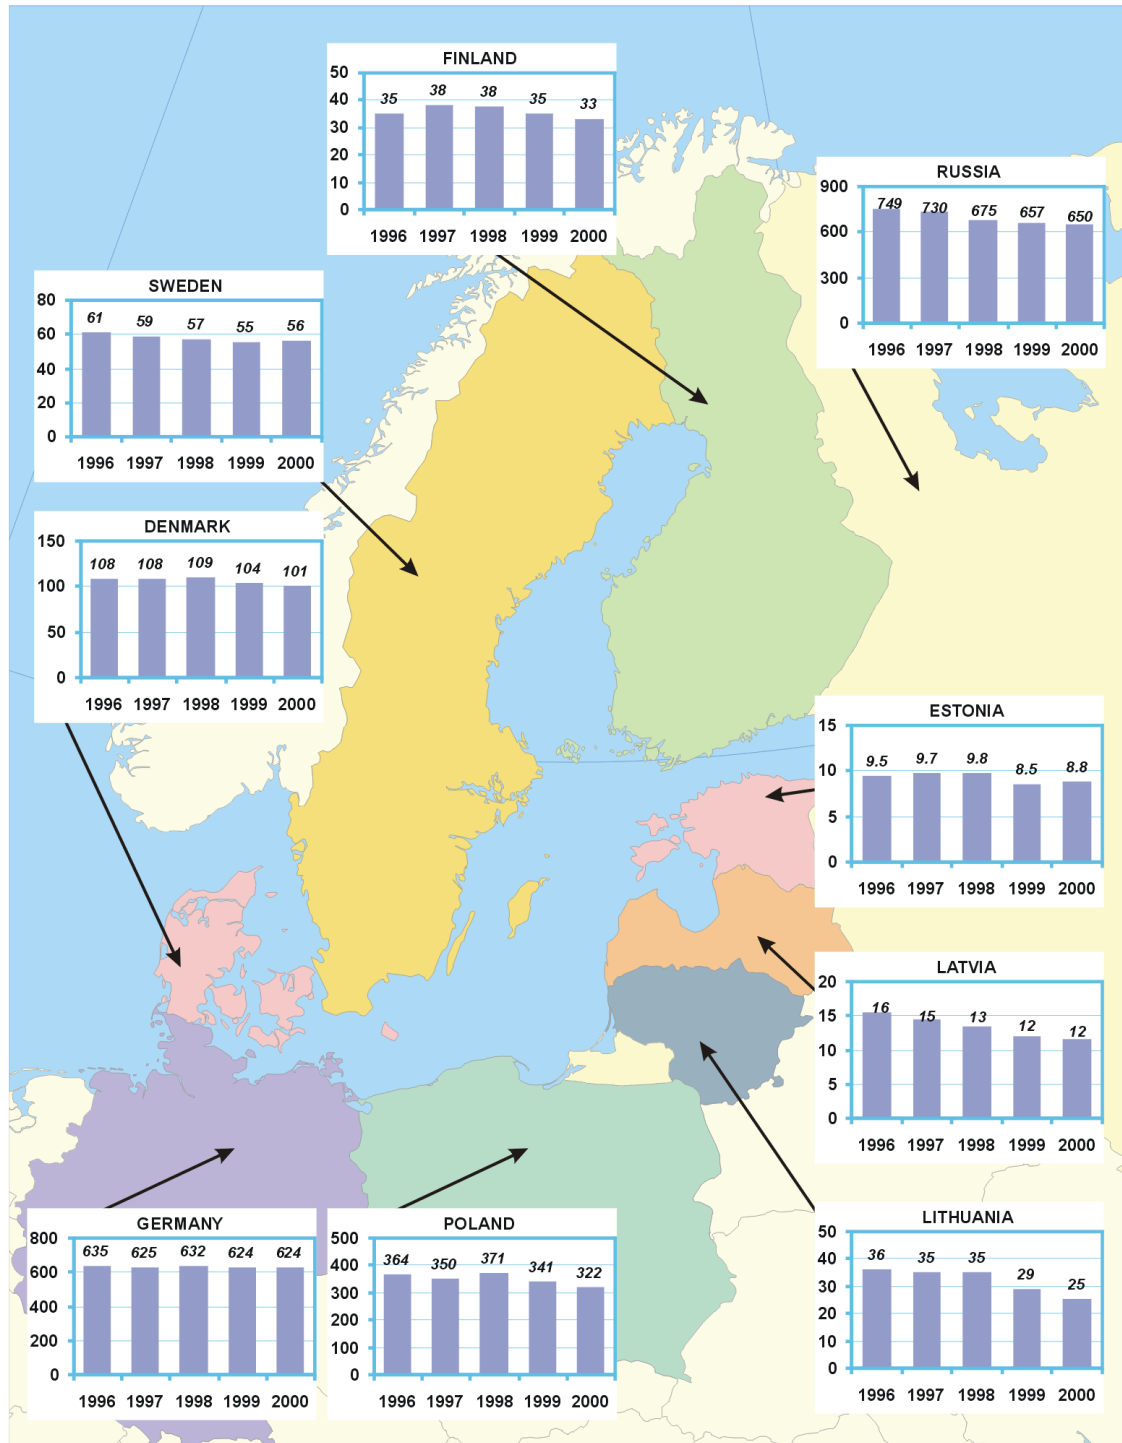 FINLAND
50
40
30
20
10
0
35 38 38 35 33
1996 1997 1998 1999 2000
RUSSIA
900
600
300
0
749 730 675 657 650
1996 1997 1998 1999 2000
SWEDEN
80
60
40
20
0
61 59 57 55 56
1996 1997 1998 1999 2000
DENMARK
150
100
50
0
108 108 109 104 101
1996 1997 1998 1999 2000
ESTONIA
15
10
5
0
9.5 9.7 9.8 8.5 8.8
1996 1997 1998 1999 2000
LATVIA
20
15
10
5
0
16 15 13 12 12
1996 1997 1998 1999 2000
GERMANY
800
600
400
200
0
635 625 632 624 624
1996 1997 1998 1999 2000
POLAND
500
400
300
200
100
0
364 350 371 341 322
1996 1997 1998 1999 2000
LITHUANIA
50
40
30
20
10
0
36 35 35 29 25
1996 1997 1998 1999 2000